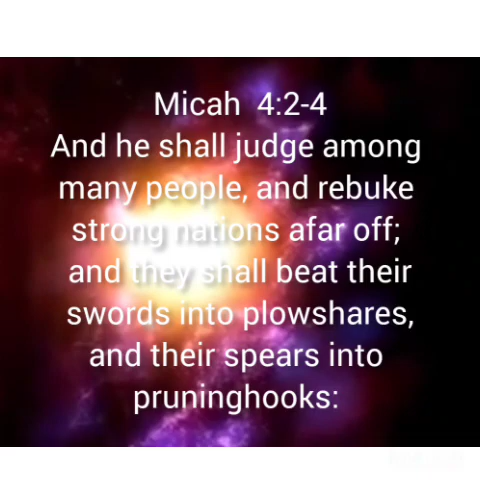 Micah 4:2-4
And he shall judge among
many people, and rebuke
strong nations afar off;
and they shall beat their
swords into plowshares,
and their spears into
pruninghooks: